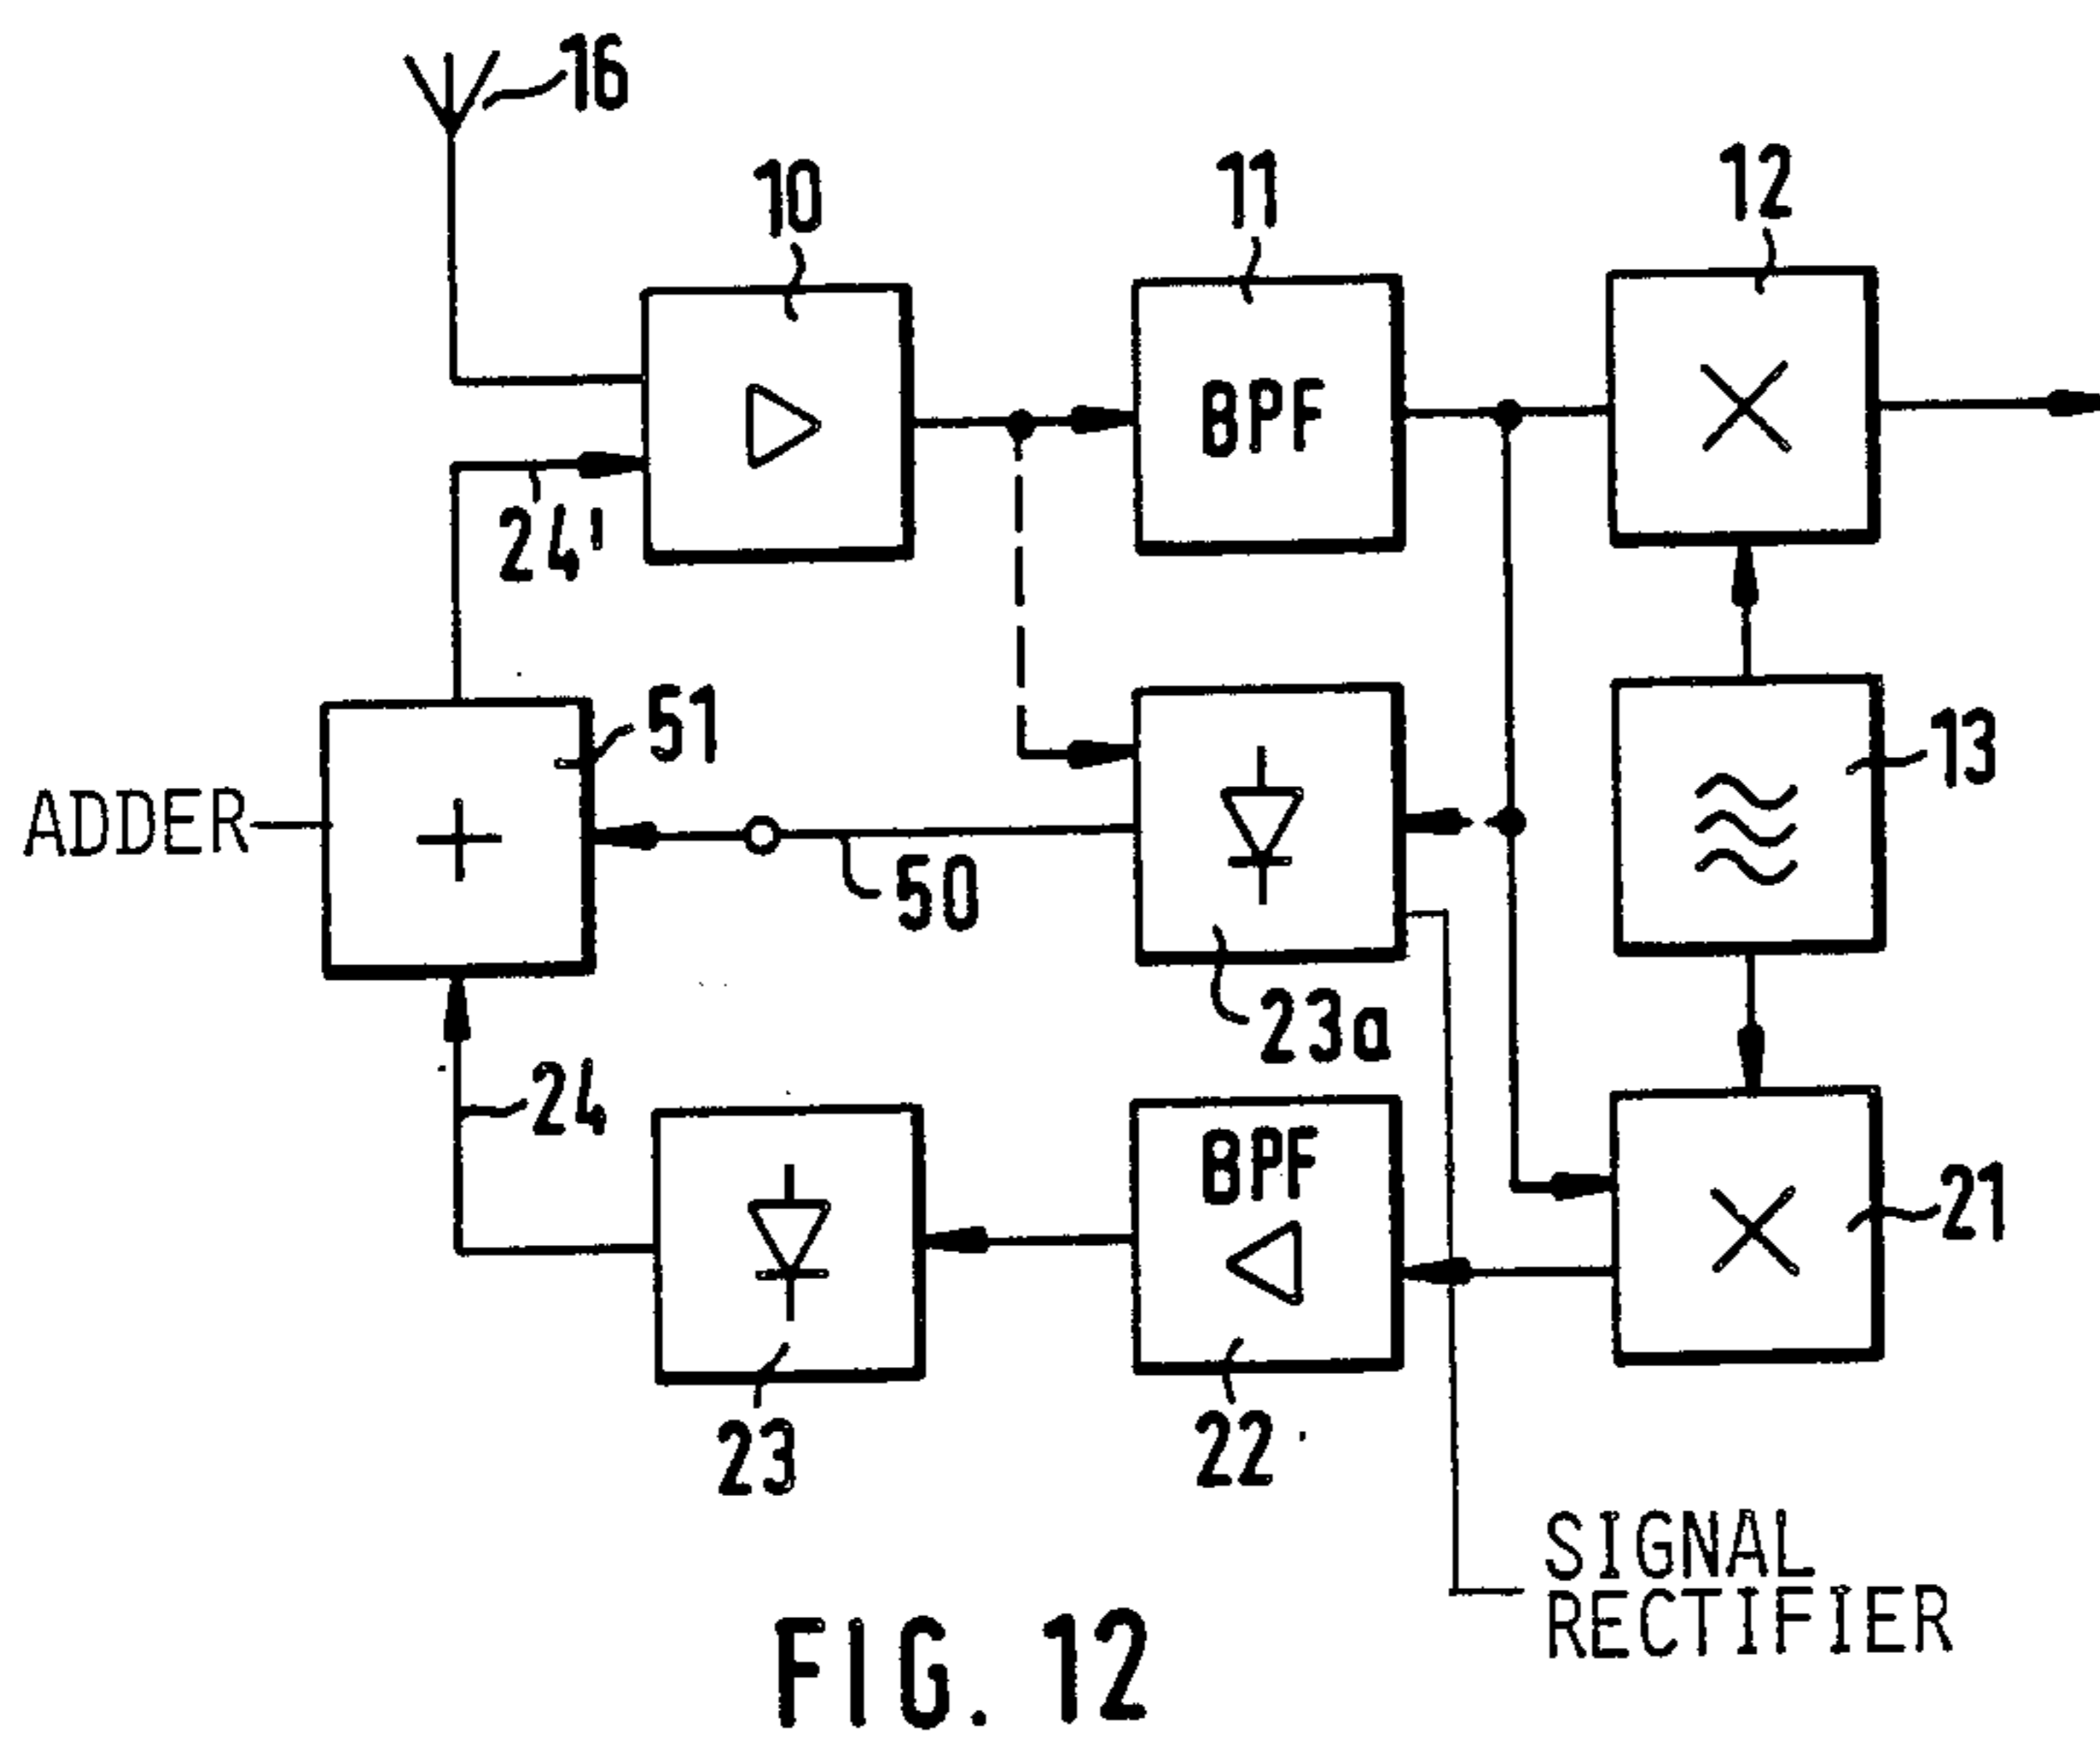 16
10
11
12
BPF
24'
51
13
ADDER
50
23a
24
BPF
21
23
22
SIGNAL
RECTIFIER
FIG. 12